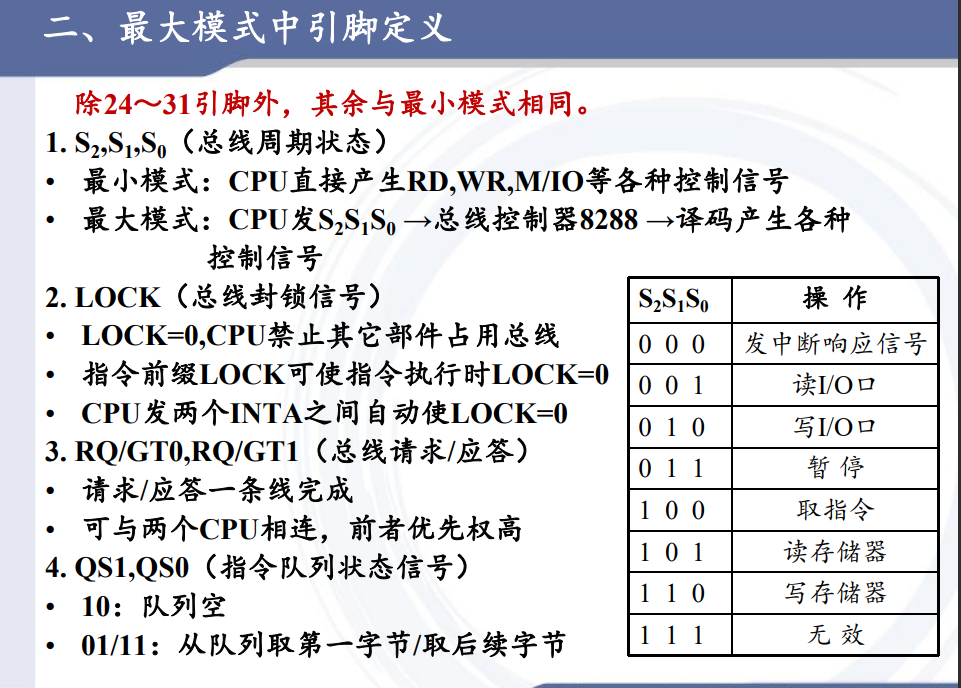 二、最大模式中引脚定义
除24～31引脚外，其余与最小模式相同。
1. S2,S1,S0（总线周期状态）
• 最小模式：CPU直接产生RD,WR,M/IO等各种控制信号
• 最大模式：CPU发S2S1S0 →总线控制器8288 →译码产生各种
控制信号
2. LOCK（总线封锁信号）
• LOCK=0,CPU禁止其它部件占用总线
• 指令前缀LOCK可使指令执行时LOCK=0
• CPU发两个INTA之间自动使LOCK=0
3. RQ/GT0,RQ/GT1（总线请求/应答）
• 请求/应答一条线完成
• 可与两个CPU相连，前者优先权高
4. QS1,QS0（指令队列状态信号）
• 10：队列空
• 01/11：从队列取第一字节/取后续字节
S2S1S0 操 作
0 0 0 发中断响应信号
0 0 1 读I/O口
0 1 0 写I/O口
0 1 1 暂 停
1 0 0 取指令
1 0 1 读存储器
1 1 0 写存储器
1 1 1 无 效